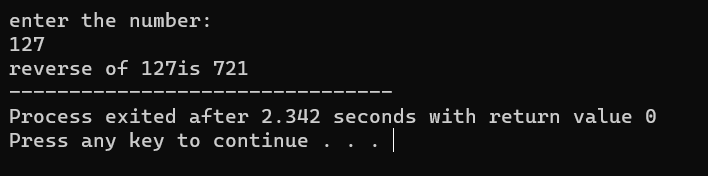 enter the number:
127
reverse of 127is 721
--------------------------------
Process exited after 2.342 seconds with return value 0
Press any key to continue . . .